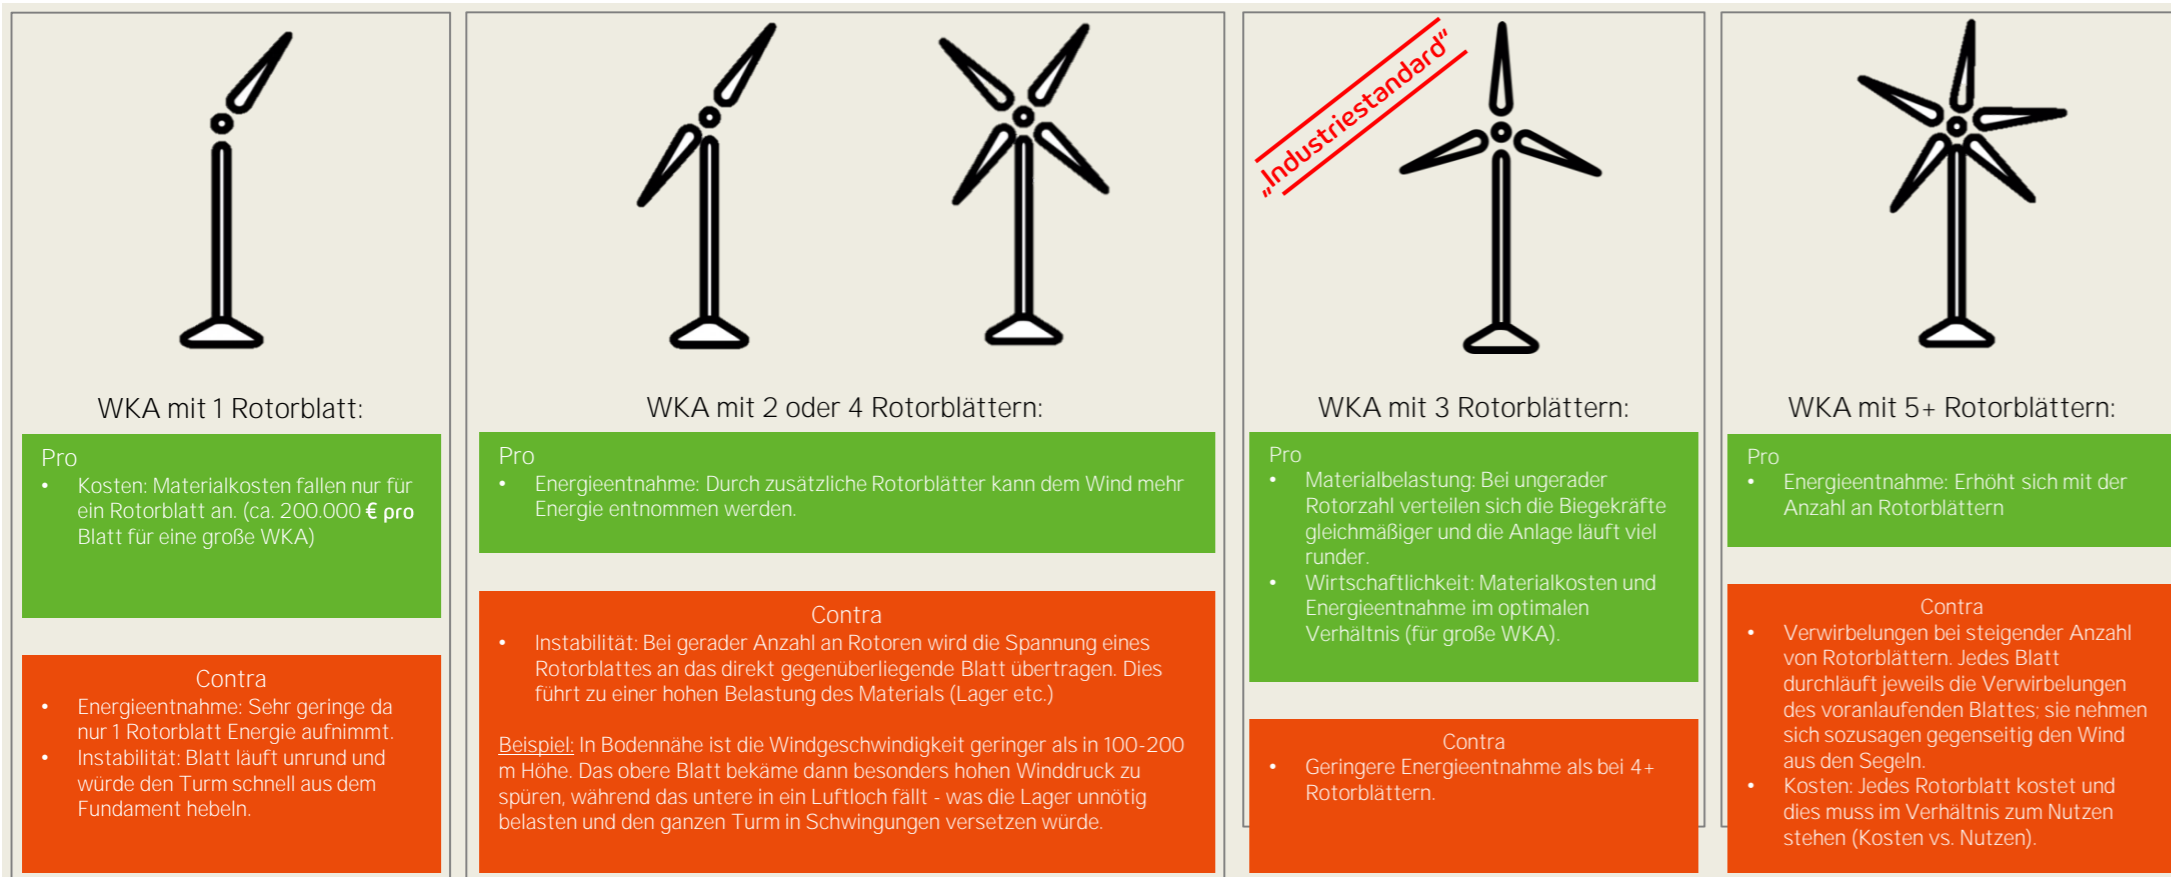 WKA mit 1 Rotorblatt:
Pro
• Kosten: Materialkosten fallen nur für
ein Rotorblatt an. (ca. 200.000 € pro
Blatt für eine große WKA)
Contra
• Energieentnahme: Sehr geringe da
nur 1 Rotorblatt Energie aufnimmt.
• Instabilität: Blatt läuft unrund und
würde den Turm schnell aus dem
Fundament hebeln.
WKA mit 2 oder 4 Rotorblättern:
Pro
• Energieentnahme: Durch zusätzliche Rotorblätter kann dem Wind mehr
Energie entnommen werden.
Contra
• Instabilität: Bei gerader Anzahl an Rotoren wird die Spannung eines
Rotorblattes an das direkt gegenüberliegende Blatt übertragen. Dies
führt zu einer hohen Belastung des Materials (Lager etc.)
Beispiel: In Bodennähe ist die Windgeschwindigkeit geringer als in 100-200
m Höhe. Das obere Blatt bekäme dann besonders hohen Winddruck zu
spüren, während das untere in ein Luftloch fällt - was die Lager unnötig
belasten und den ganzen Turm in Schwingungen versetzen würde.
„Industriestandard"
WKA mit 3 Rotorblättern:
Pro
• Materialbelastung: Bei ungerader
Rotorzahl verteilen sich die Biegekräfte
gleichmäßiger und die Anlage läuft viel
runder.
• Wirtschaftlichkeit: Materialkosten und
Energieentnahme im optimalen
Verhältnis (für große WKA).
Contra
• Geringere Energieentnahme als bei 4+
Rotorblättern.
WKA mit 5+ Rotorblättern:
Pro
• Energieentnahme: Erhöht sich mit der
Anzahl an Rotorblättern
Contra
• Verwirbelungen bei steigender Anzahl
von Rotorblättern. Jedes Blatt
durchläuft jeweils die Verwirbelungen
des voranlaufenden Blattes; sie nehmen
sich sozusagen gegenseitig den Wind
aus den Segeln.
• Kosten: Jedes Rotorblatt kostet und
dies muss im Verhältnis zum Nutzen
stehen (Kosten vs. Nutzen).